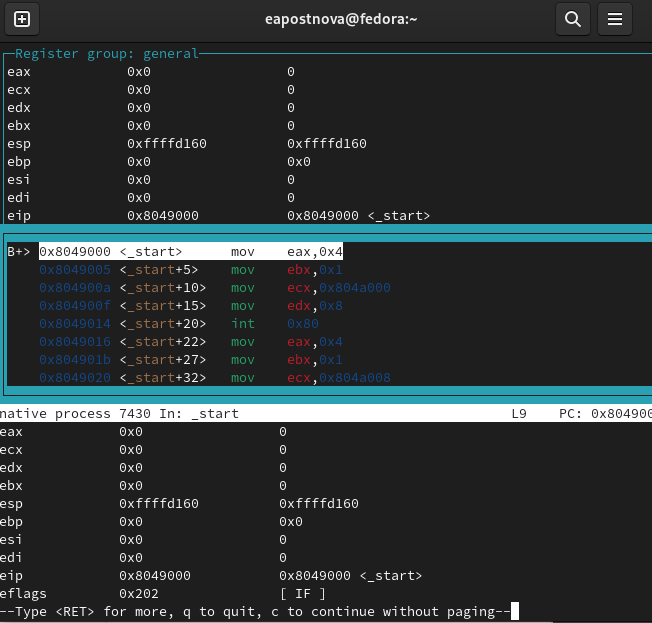 eapostnova@fedora:~
Register group: general
eax 0x0 0
ecx 0x0 0
edx 0x0 0
ebx 0x0 0
esp 0xffffd160 0xffffd160
ebp 0x0 0x0
esi 0x0 0
edi 0x0 0
eip 0x8049000 0x8049000 <_start>
B+> 0x8049000 <_start> mov eax,0x4
0x8049005 <_start+5> mov ebx,0x1
0x804900a <_start+10> mov ecx,0x804a000
0x804900f <_start+15> mov edx,0x8
0x8049014 <_start+20> int 0x80
0x8049016 <_start+22> mov eax,0x4
0x804901b <_start+27> mov ebx,0x1
0x8049020 <_start+32> mov ecx,0x804a008
native process 7430 In: _start L9 PC: 0x804900
eax 0x0 0
ecx 0x0 0
edx 0x0 0
ebx 0x0 0
esp 0xffffd160 0xffffd160
ebp 0x0 0x0
esi 0x0 0
edi 0x0 0
eip 0x8049000 0x8049000 <_start>
eflags 0x202 [ IF ]
--Type <RET> for more, q to quit, c to continue without paging--